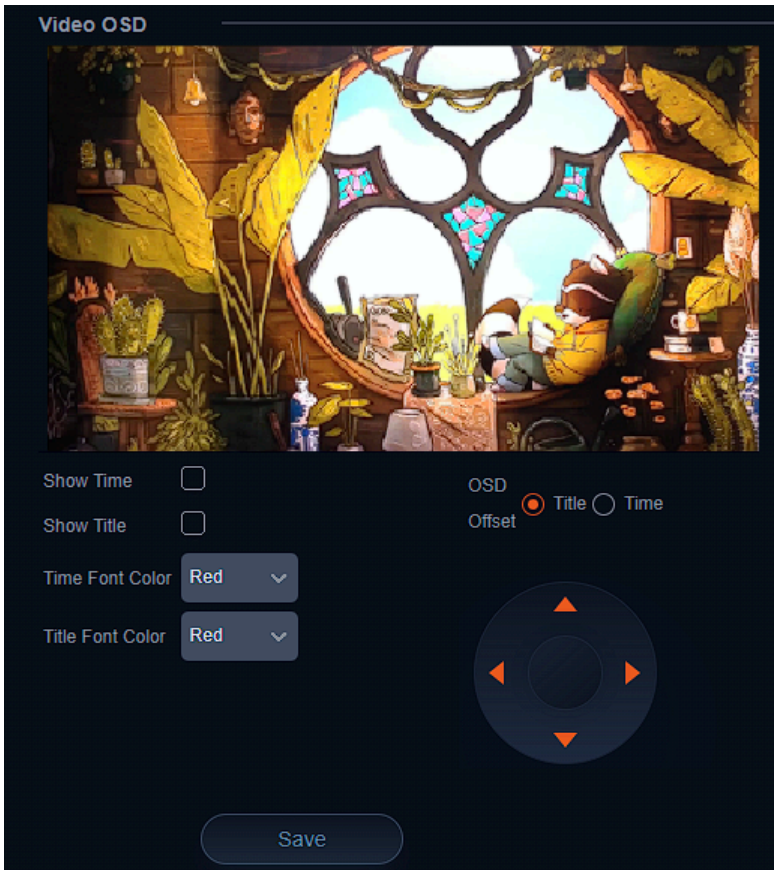 Video OSD
Show Time
Show Title
Time Font Color Red
Title Font Color Red
OSD
Offset
Title Time
Save